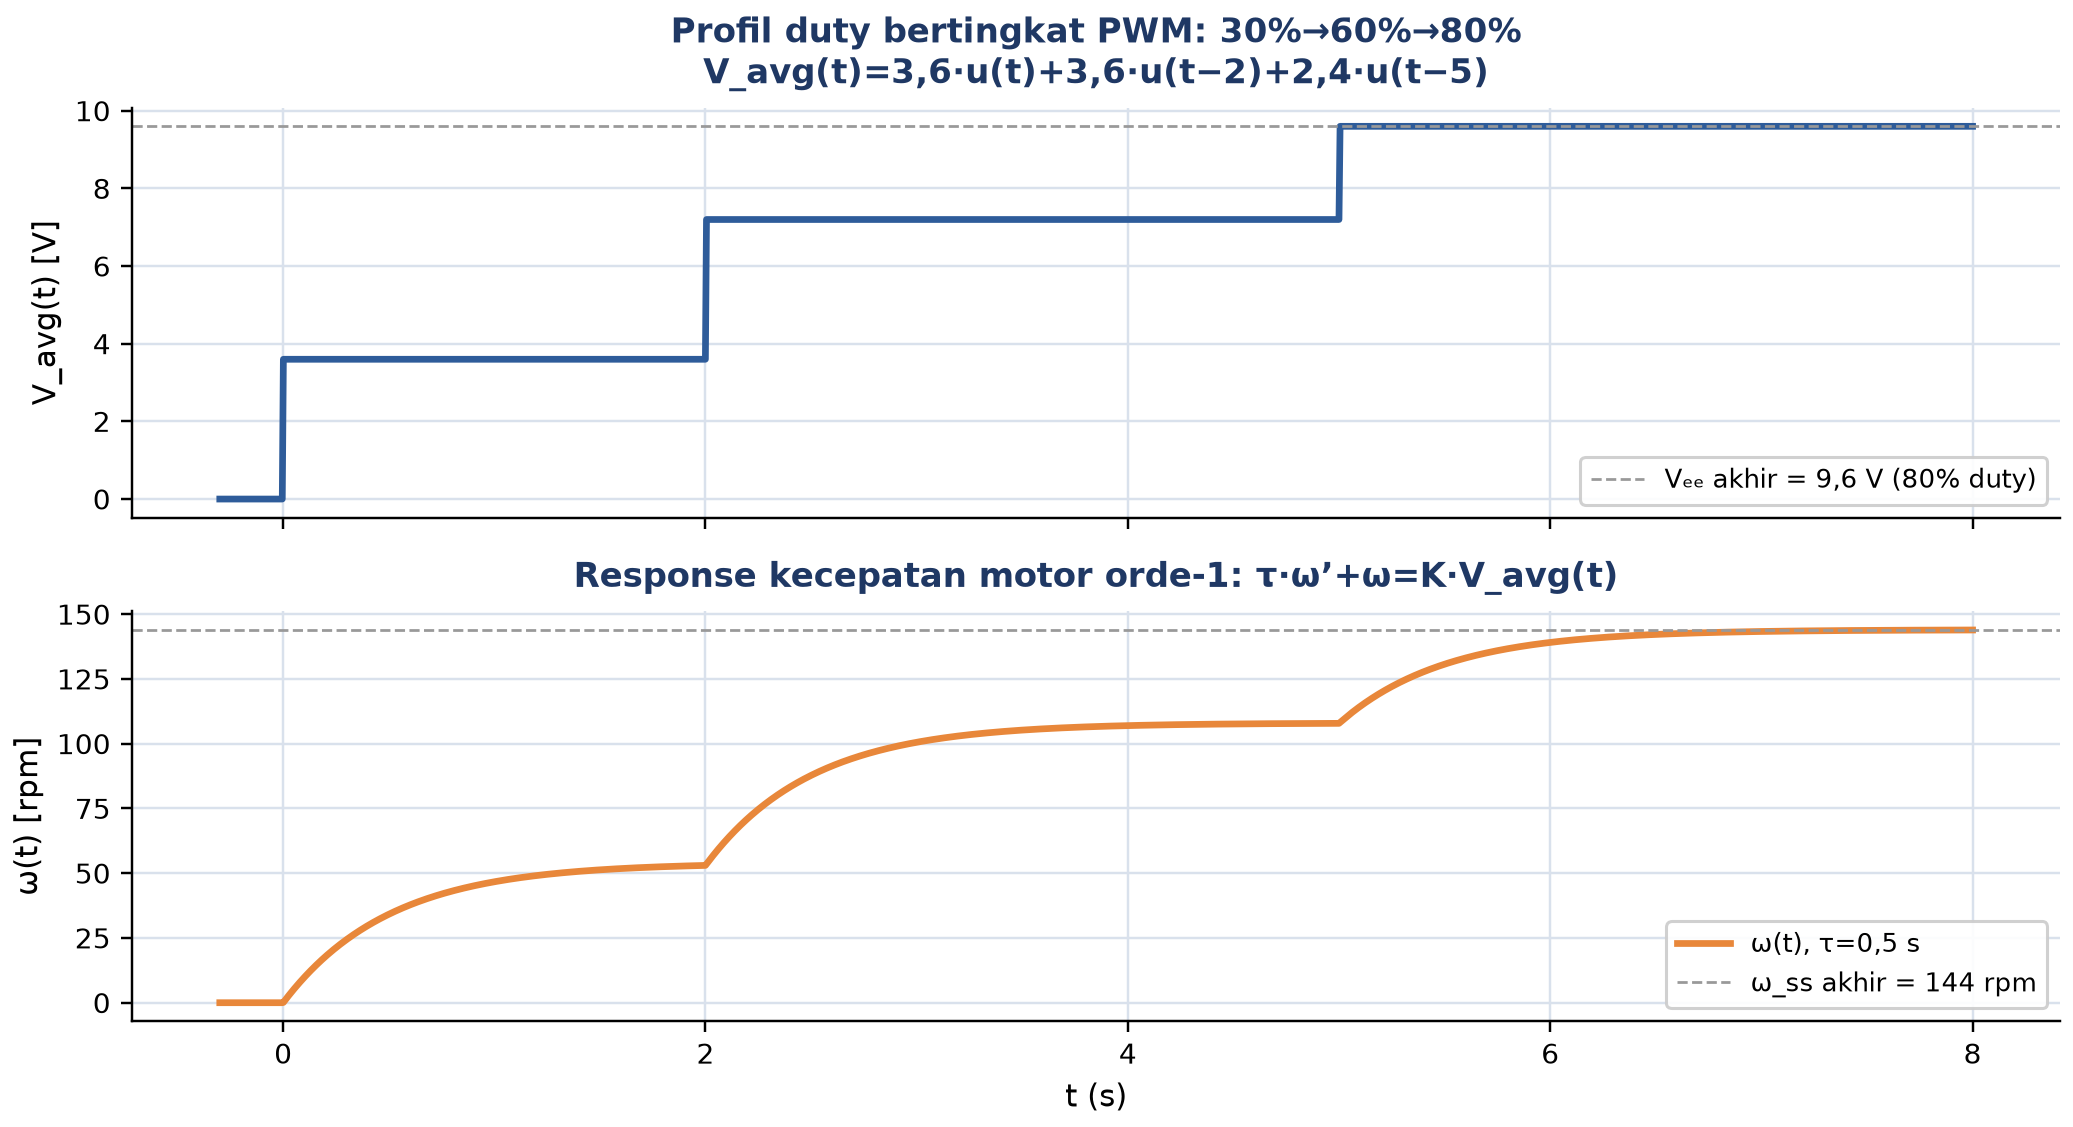 Profil duty bertingkat PWM: 30%→60%→80%
V_avg(t)=3,6·u(t)+3,6·u(t−2)+2,4·u(t−5)
V_avg(t) [V]
10
8
6
4
2
0
Vₑₑ akhir = 9,6 V (80% duty)
Response kecepatan motor orde-1: τ·ω’+ω=K·V_avg(t)
ω(t) [rpm]
150
125
100
75
50
25
0
ω(t), τ=0,5 s
ω_ss akhir = 144 rpm
0 2 4 6 8
t (s)